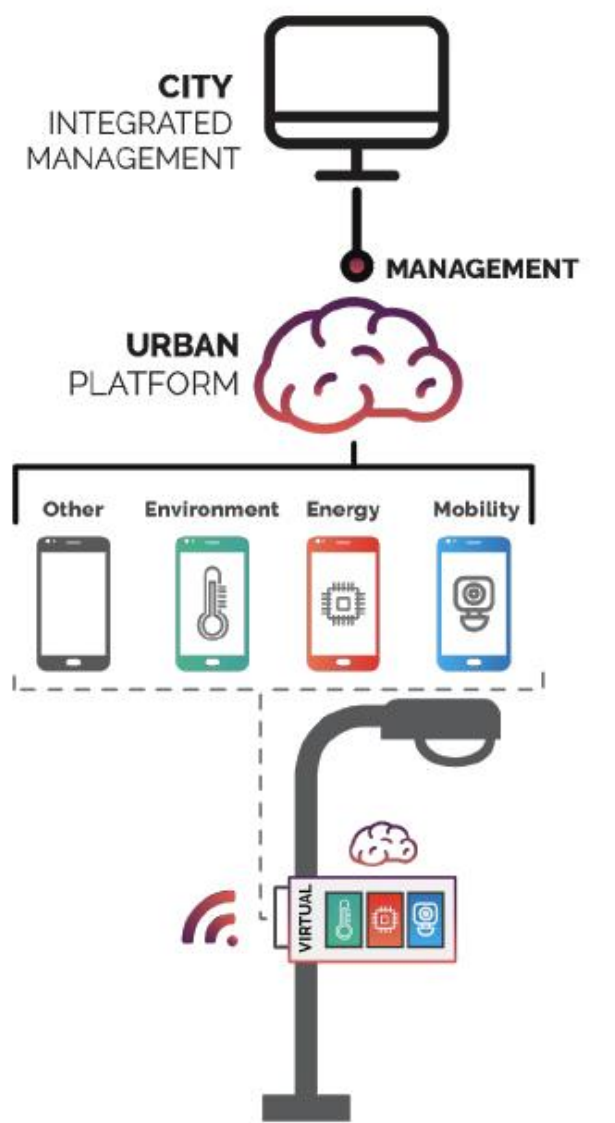 CITY
INTEGRATED
MANAGEMENT
MANAGEMENT
URBAN
PLATFORM
Other Environment Energy Mobility
VIRTUAL